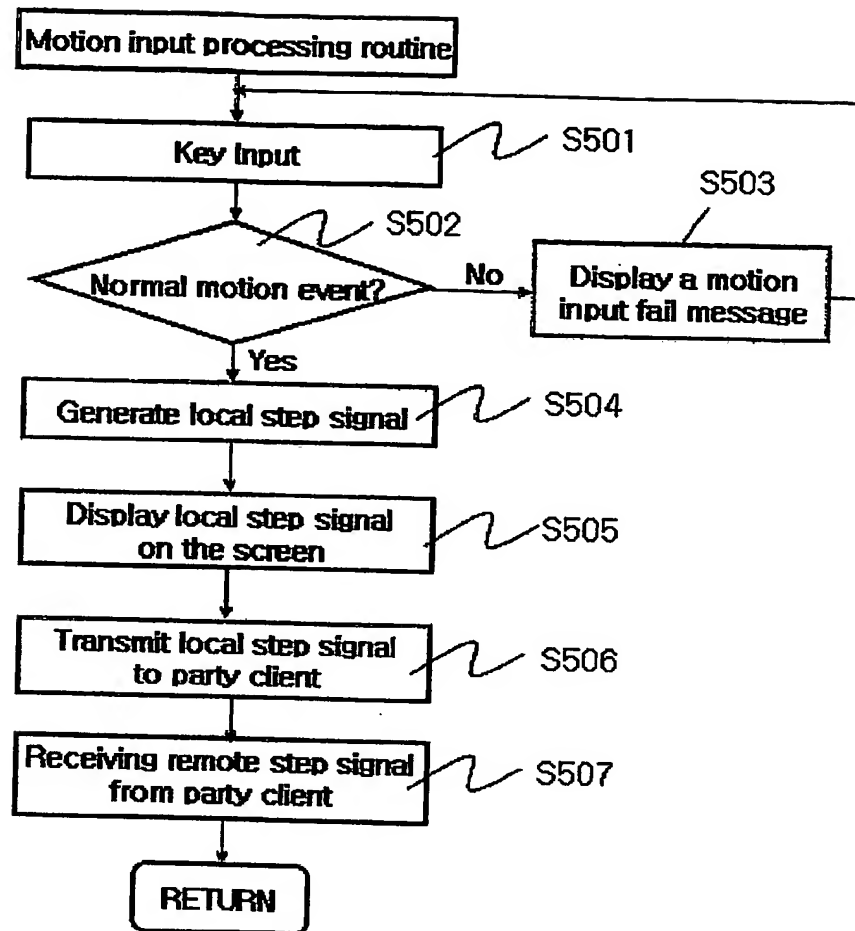 Motion input processing routine
Key Input
S501
S503
S502
Normal motion event?
No
Display a motion
input fail message
Yes
Generate local step signal
S504
Display local step signal
on the screen
S505
Transmit local step signal
to party client
S506
Receiving remote step signal
from party client
S507
RETURN